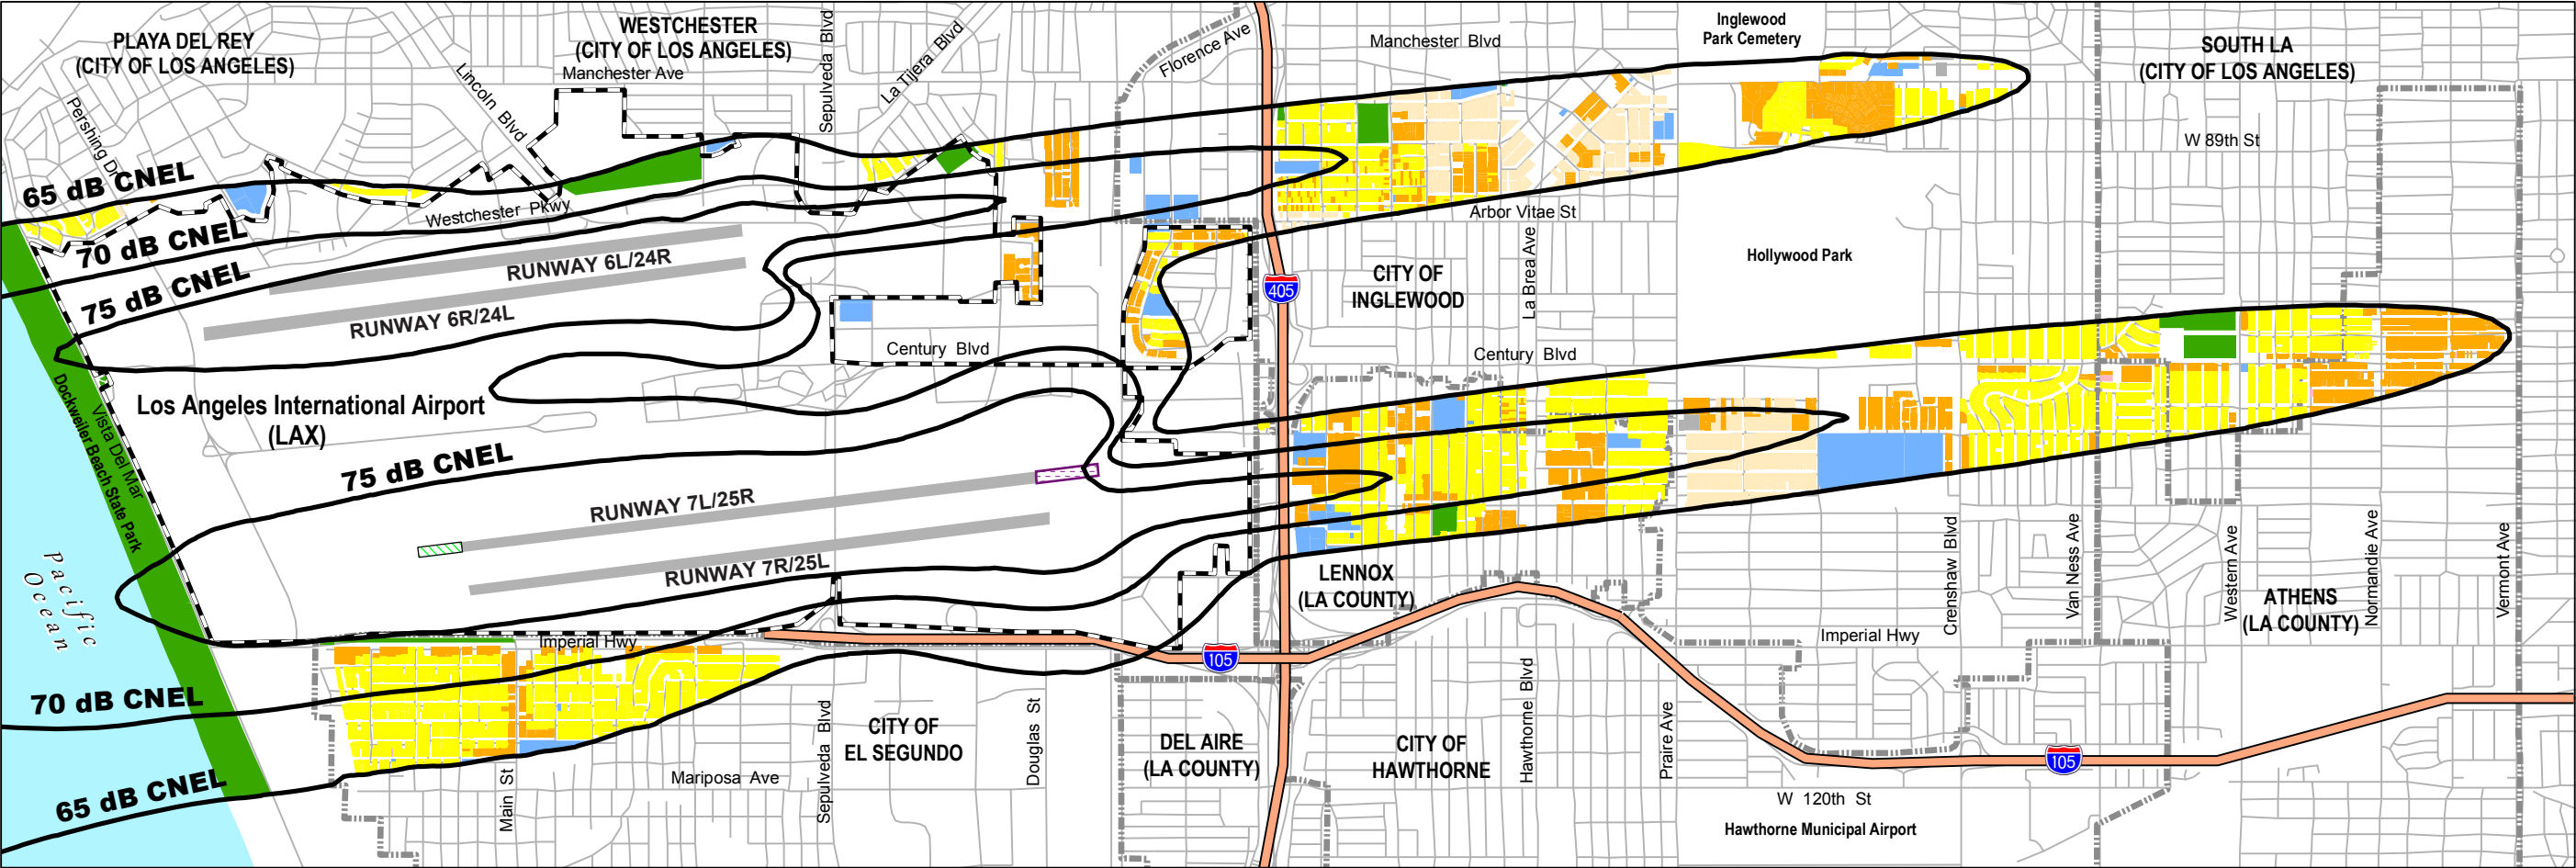 PLAYA DEL REY
(CITY OF LOS ANGELES)
WESTCHESTER
(CITY OF LOS ANGELES)
Manchester Ave
Sepulveda Blvd
La Tijera Blvd
Florence Ave
Manchester Blvd
Inglewood
Park Cemetery
SOUTH LA
(CITY OF LOS ANGELES)
W 89th St
Pershing Dr
Lincoln Blvd
65 dB CNEL
Westchester Pkwy
70 dB CNEL
75 dB CNEL
RUNWAY 6L/24R
RUNWAY 6R/24L
Arbor Vitae St
La Brea Ave
Hollywood Park
CITY OF
INGLEWOOD
405
Century Blvd
Century Blvd
Los Angeles International Airport
(LAX)
Vista Del Mar
Dockweiler Beach State Park
75 dB CNEL
RUNWAY 7L/25R
RUNWAY 7R/25L
Pacific
Ocean
LENNOX
(LA COUNTY)
Crenshaw Blvd
Van Ness Ave
Western Ave
Normandie Ave
Vermont Ave
ATHENS
(LA COUNTY)
Imperial Hwy
Imperial Hwy
105
70 dB CNEL
65 dB CNEL
Main St
Mariposa Ave
Sepulveda Blvd
CITY OF
EL SEGUNDO
Douglas St
DEL AIRE
(LA COUNTY)
CITY OF
HAWTHORNE
Hawthorne Blvd
Praire Ave
105
W 120th St
Hawthorne Municipal Airport